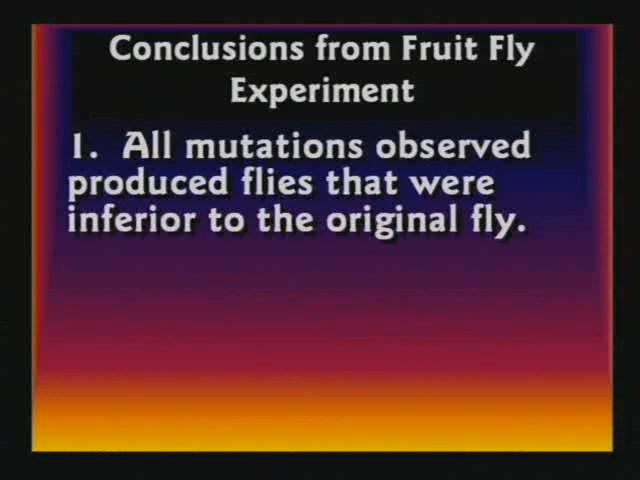 Conclusions from Fruit Fly
Experiment
1. All mutations observed
produced flies that were
inferior to the original fly.